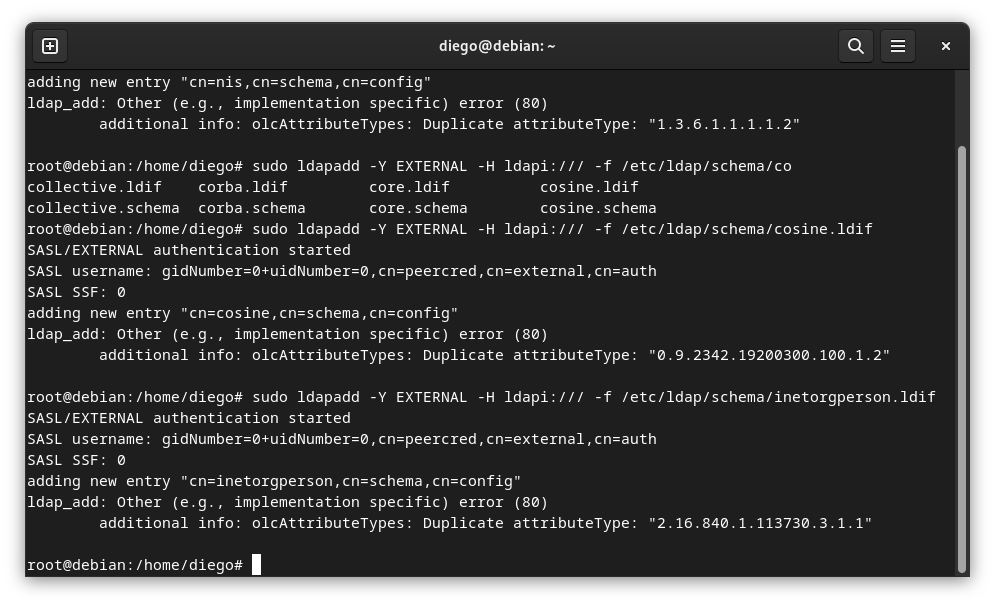 diego@debian: ~
adding new entry "cn=nis,cn=schema,cn=config"
ldap_add: Other (e.g., implementation specific) error (80)
        additional info: olcAttributeTypes: Duplicate attributeType: "1.3.6.1.1.1.1.2"

root@debian:/home/diego# sudo ldapadd -Y EXTERNAL -H ldapi:/// -f /etc/ldap/schema/co
collective.ldif    corba.ldif         core.ldif          cosine.ldif
collective.schema  corba.schema       core.schema        cosine.schema
root@debian:/home/diego# sudo ldapadd -Y EXTERNAL -H ldapi:/// -f /etc/ldap/schema/cosine.ldif
SASL/EXTERNAL authentication started
SASL username: gidNumber=0+uidNumber=0,cn=peercred,cn=external,cn=auth
SASL SSF: 0
adding new entry "cn=cosine,cn=schema,cn=config"
ldap_add: Other (e.g., implementation specific) error (80)
        additional info: olcAttributeTypes: Duplicate attributeType: "0.9.2342.19200300.100.1.2"

root@debian:/home/diego# sudo ldapadd -Y EXTERNAL -H ldapi:/// -f /etc/ldap/schema/inetorgperson.ldif
SASL/EXTERNAL authentication started
SASL username: gidNumber=0+uidNumber=0,cn=peercred,cn=external,cn=auth
SASL SSF: 0
adding new entry "cn=inetorgperson,cn=schema,cn=config"
ldap_add: Other (e.g., implementation specific) error (80)
        additional info: olcAttributeTypes: Duplicate attributeType: "2.16.840.1.113730.3.1.1"

root@debian:/home/diego#